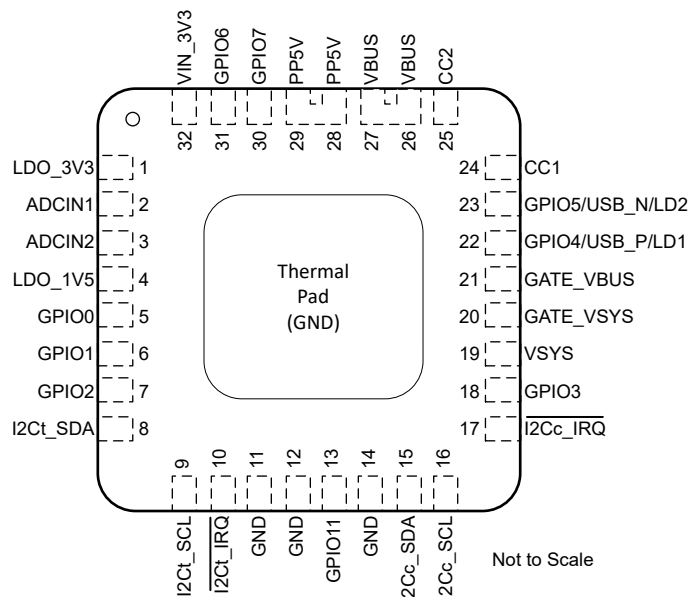 VIN_3V3
GPIO6
GPIO7
PP5V
PP5V
VBUS
VBUS
CC2
32
31
30
29
28
27
26
25
LDO_3V3 1
ADCIN1 2
ADCIN2 3
LDO_1V5 4
GPIO0 5
GPIO1 6
GPIO2 7
I2Ct_SDA 8
Thermal
Pad
(GND)
24 CC1
23 GPIO5/USB_N/LD2
22 GPIO4/USB_P/LD1
21 GATE_VBUS
20 GATE_VSYS
19 VSYS
18 GPIO3
17 I2Cc_IRQ
9
10
11
12
13
14
15
16
I2Ct_SCL
I2Ct_IRQ
GND
GND
GPIO11
GND
2Cc_SDA
2Cc_SCL
Not to Scale